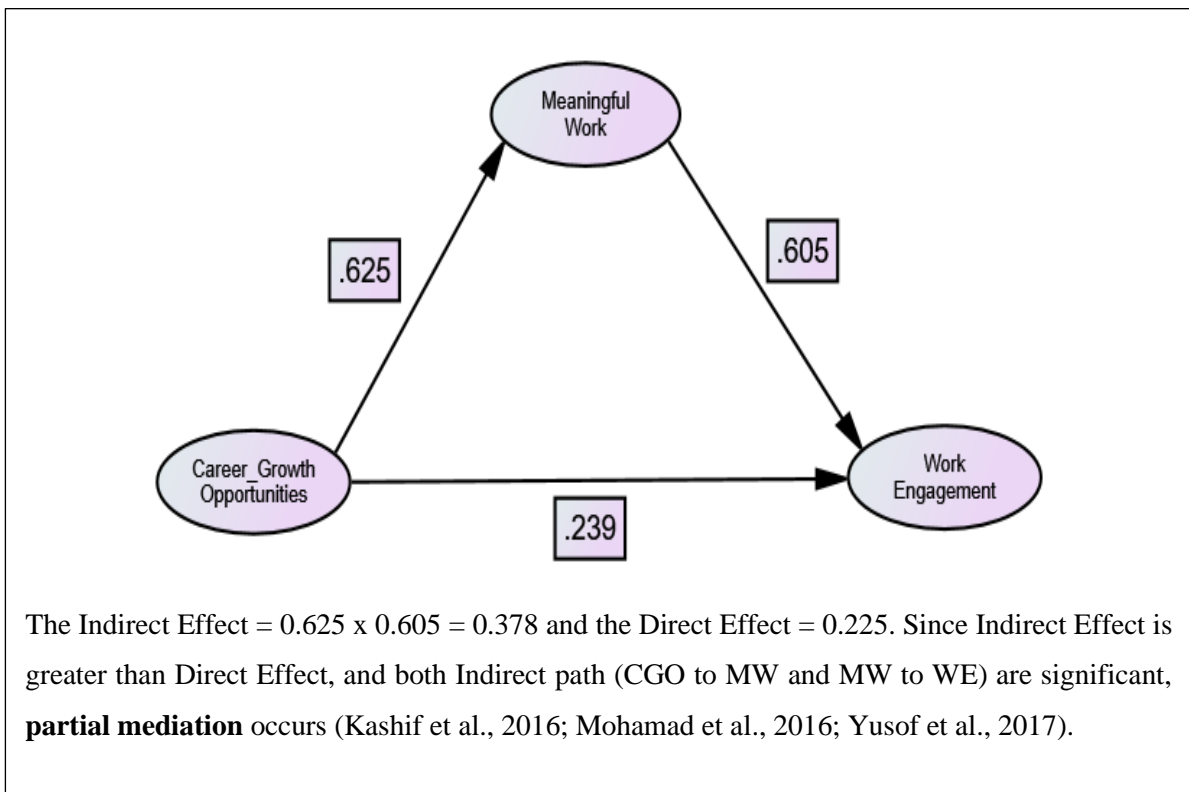 Meaningful
Work
.625
.605
Career_Growth
Opportunities
Work
Engagement
.239
The Indirect Effect = 0.625 x 0.605 = 0.378 and the Direct Effect = 0.225. Since Indirect Effect is
greater than Direct Effect, and both Indirect path (CGO to MW and MW to WE) are significant,
partial mediation occurs (Kashif et al., 2016; Mohamad et al., 2016; Yusof et al., 2017).